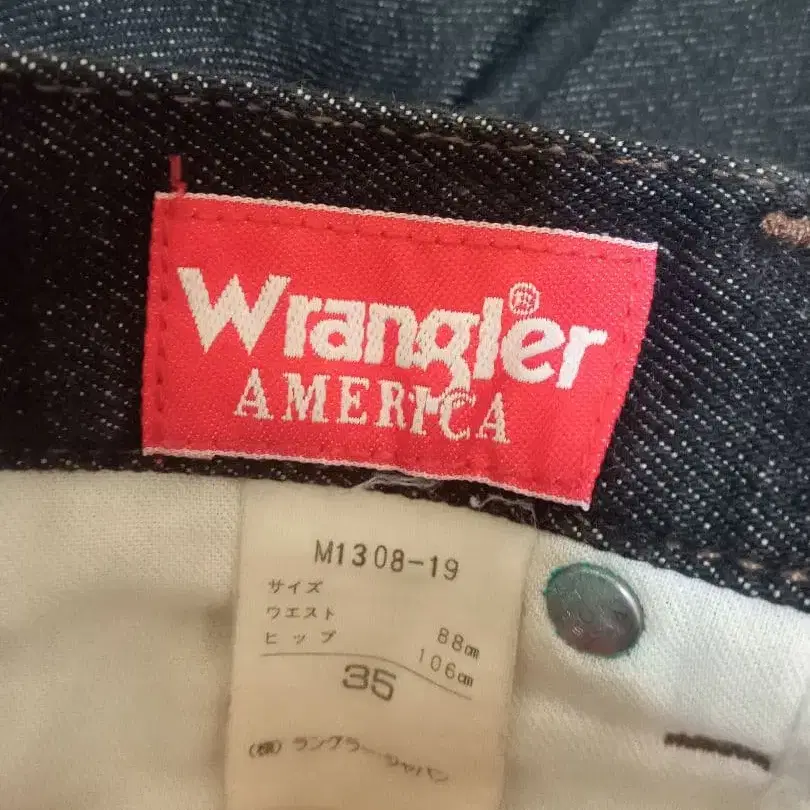 Wrangler®
AMERICA
M1308-19
サイズ
ウエスト 88㎝
ヒップ 106㎝
35
(株)ラングラージャパン